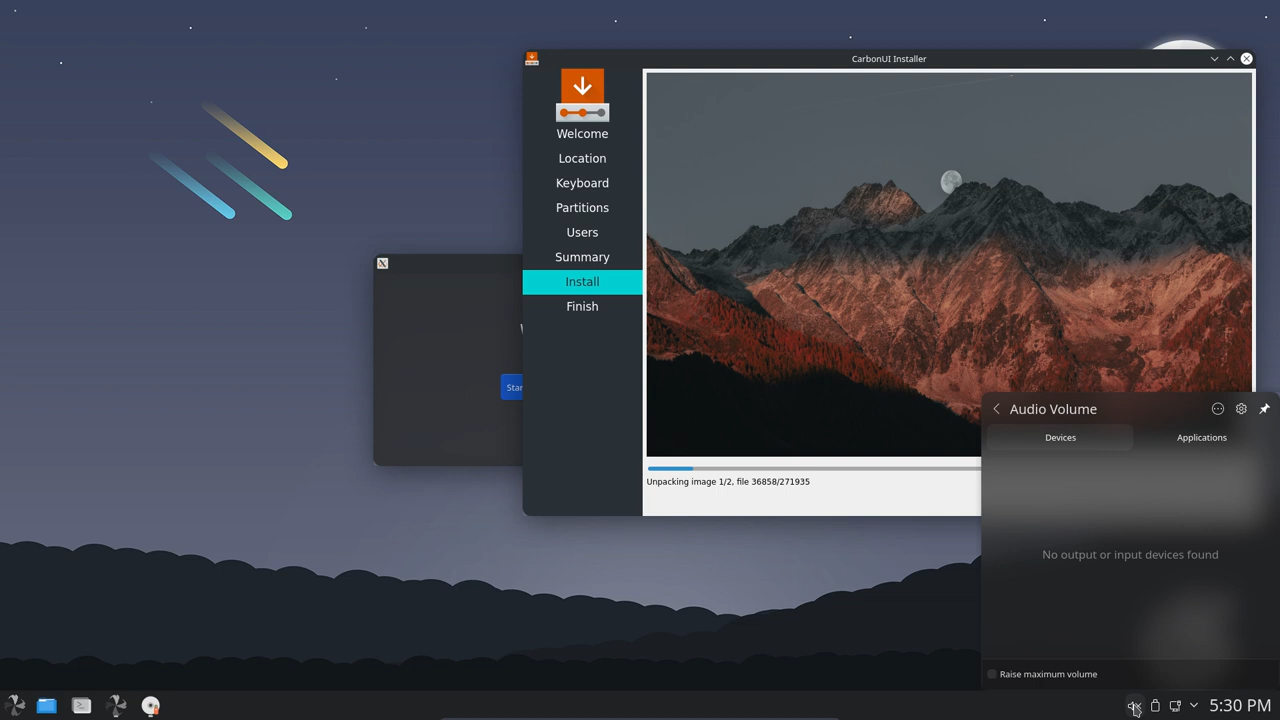 CarbonUI Installer
Welcome
Location
Keyboard
Partitions
Users
Summary
Install
Finish
Star
Unpacking image 1/2, file 36858/271935
Audio Volume
Devices
Applications
No output or input devices found
Raise maximum volume
5:30 PM